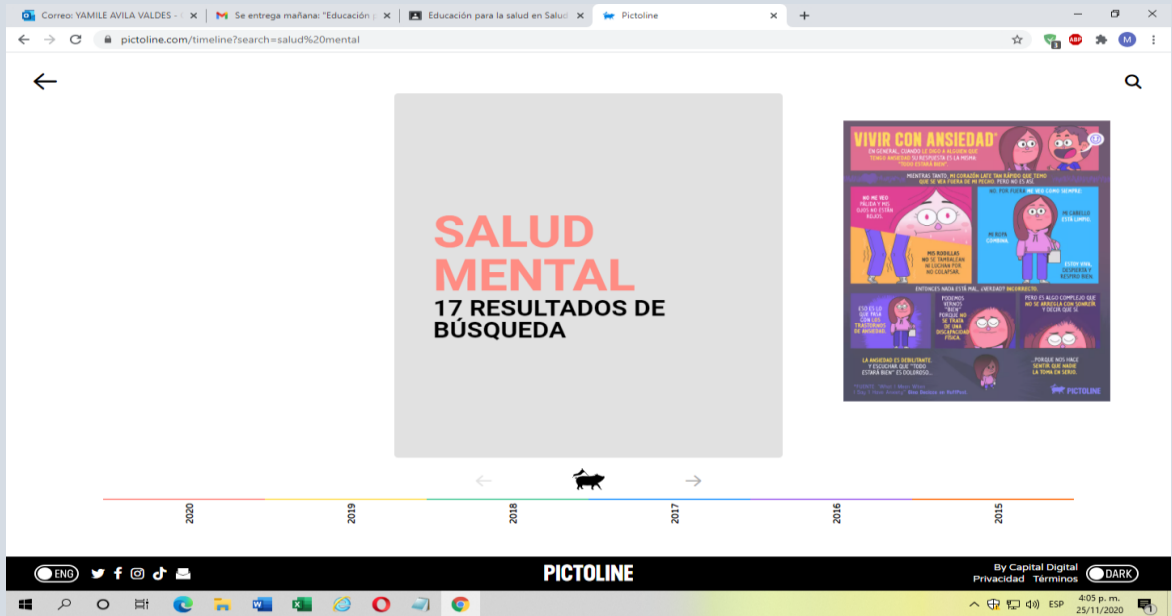 Correo: YAMILE AVILA VALDES -
Se entrega mañana: "Educación
Educación para la salud en Salud
Pictoline
pictoline.com/timeline?search=salud%20mental
3
ABP
M
SALUD
MENTAL
17 RESULTADOS DE
BÚSQUEDA
VIVIR CON ANSIEDAD*
EN GENERAL, CUANDO LE DIGO A ALGUIEN QUE
TENGO ANSIEDAD SU RESPUESTA ES LA MISMA:
"TODO ESTARÁ BIEN".
MIENTRAS TANTO, MI CORAZÓN LATE TAN RÁPIDO QUE TEMO
QUE SE VEA FUERA DE MI PECHO. PERO NO ES ASÍ.
NO ME VEO
PÁLIDA Y MIS
OJOS NO ESTÁN
ROJOS.
MIS RODILLAS
NO SE TAMBALEAN
NI LUCHAN POR
NO COLAPSAR.
NO, POR FUERA ME VEO COMO SIEMPRE.
MI CABELLO
ESTÁ LIMPIO.
MI ROPA
COMBINA.
ESTOY VIVA,
DESPIERTA Y
RESPIRO BIEN.
ENTONCES NADA ESTÁ MAL, ¿VERDAD? INCORRECTO.
ESO ES LO
QUE PASA
CON LOS
TRASTORNOS
DE ANSIEDAD.
PODEMOS
VERNOS
"BIEN"
PORQUE NO
SE TRATA
DE UNA
DISCAPACIDAD
FÍSICA.
PERO ES ALGO COMPLEJO QUE
NO SE ARREGLA CON SONREÍR
Y DECIR QUE SÍ.
LA ANSIEDAD ES DEBILITANTE.
Y ESCUCHAR QUE "TODO
ESTARÁ BIEN" ES DOLOROSO...
...PORQUE NOS HACE
SENTIR QUE NADIE
LA TOMA EN SERIO.
PICTOLINE
2020
2019
2018
2017
2016
2015
ENG
PICTOLINE
By Capital Digital
Privacidad Términos
DARK
ESP
4:05 p. m.
25/11/2020
1